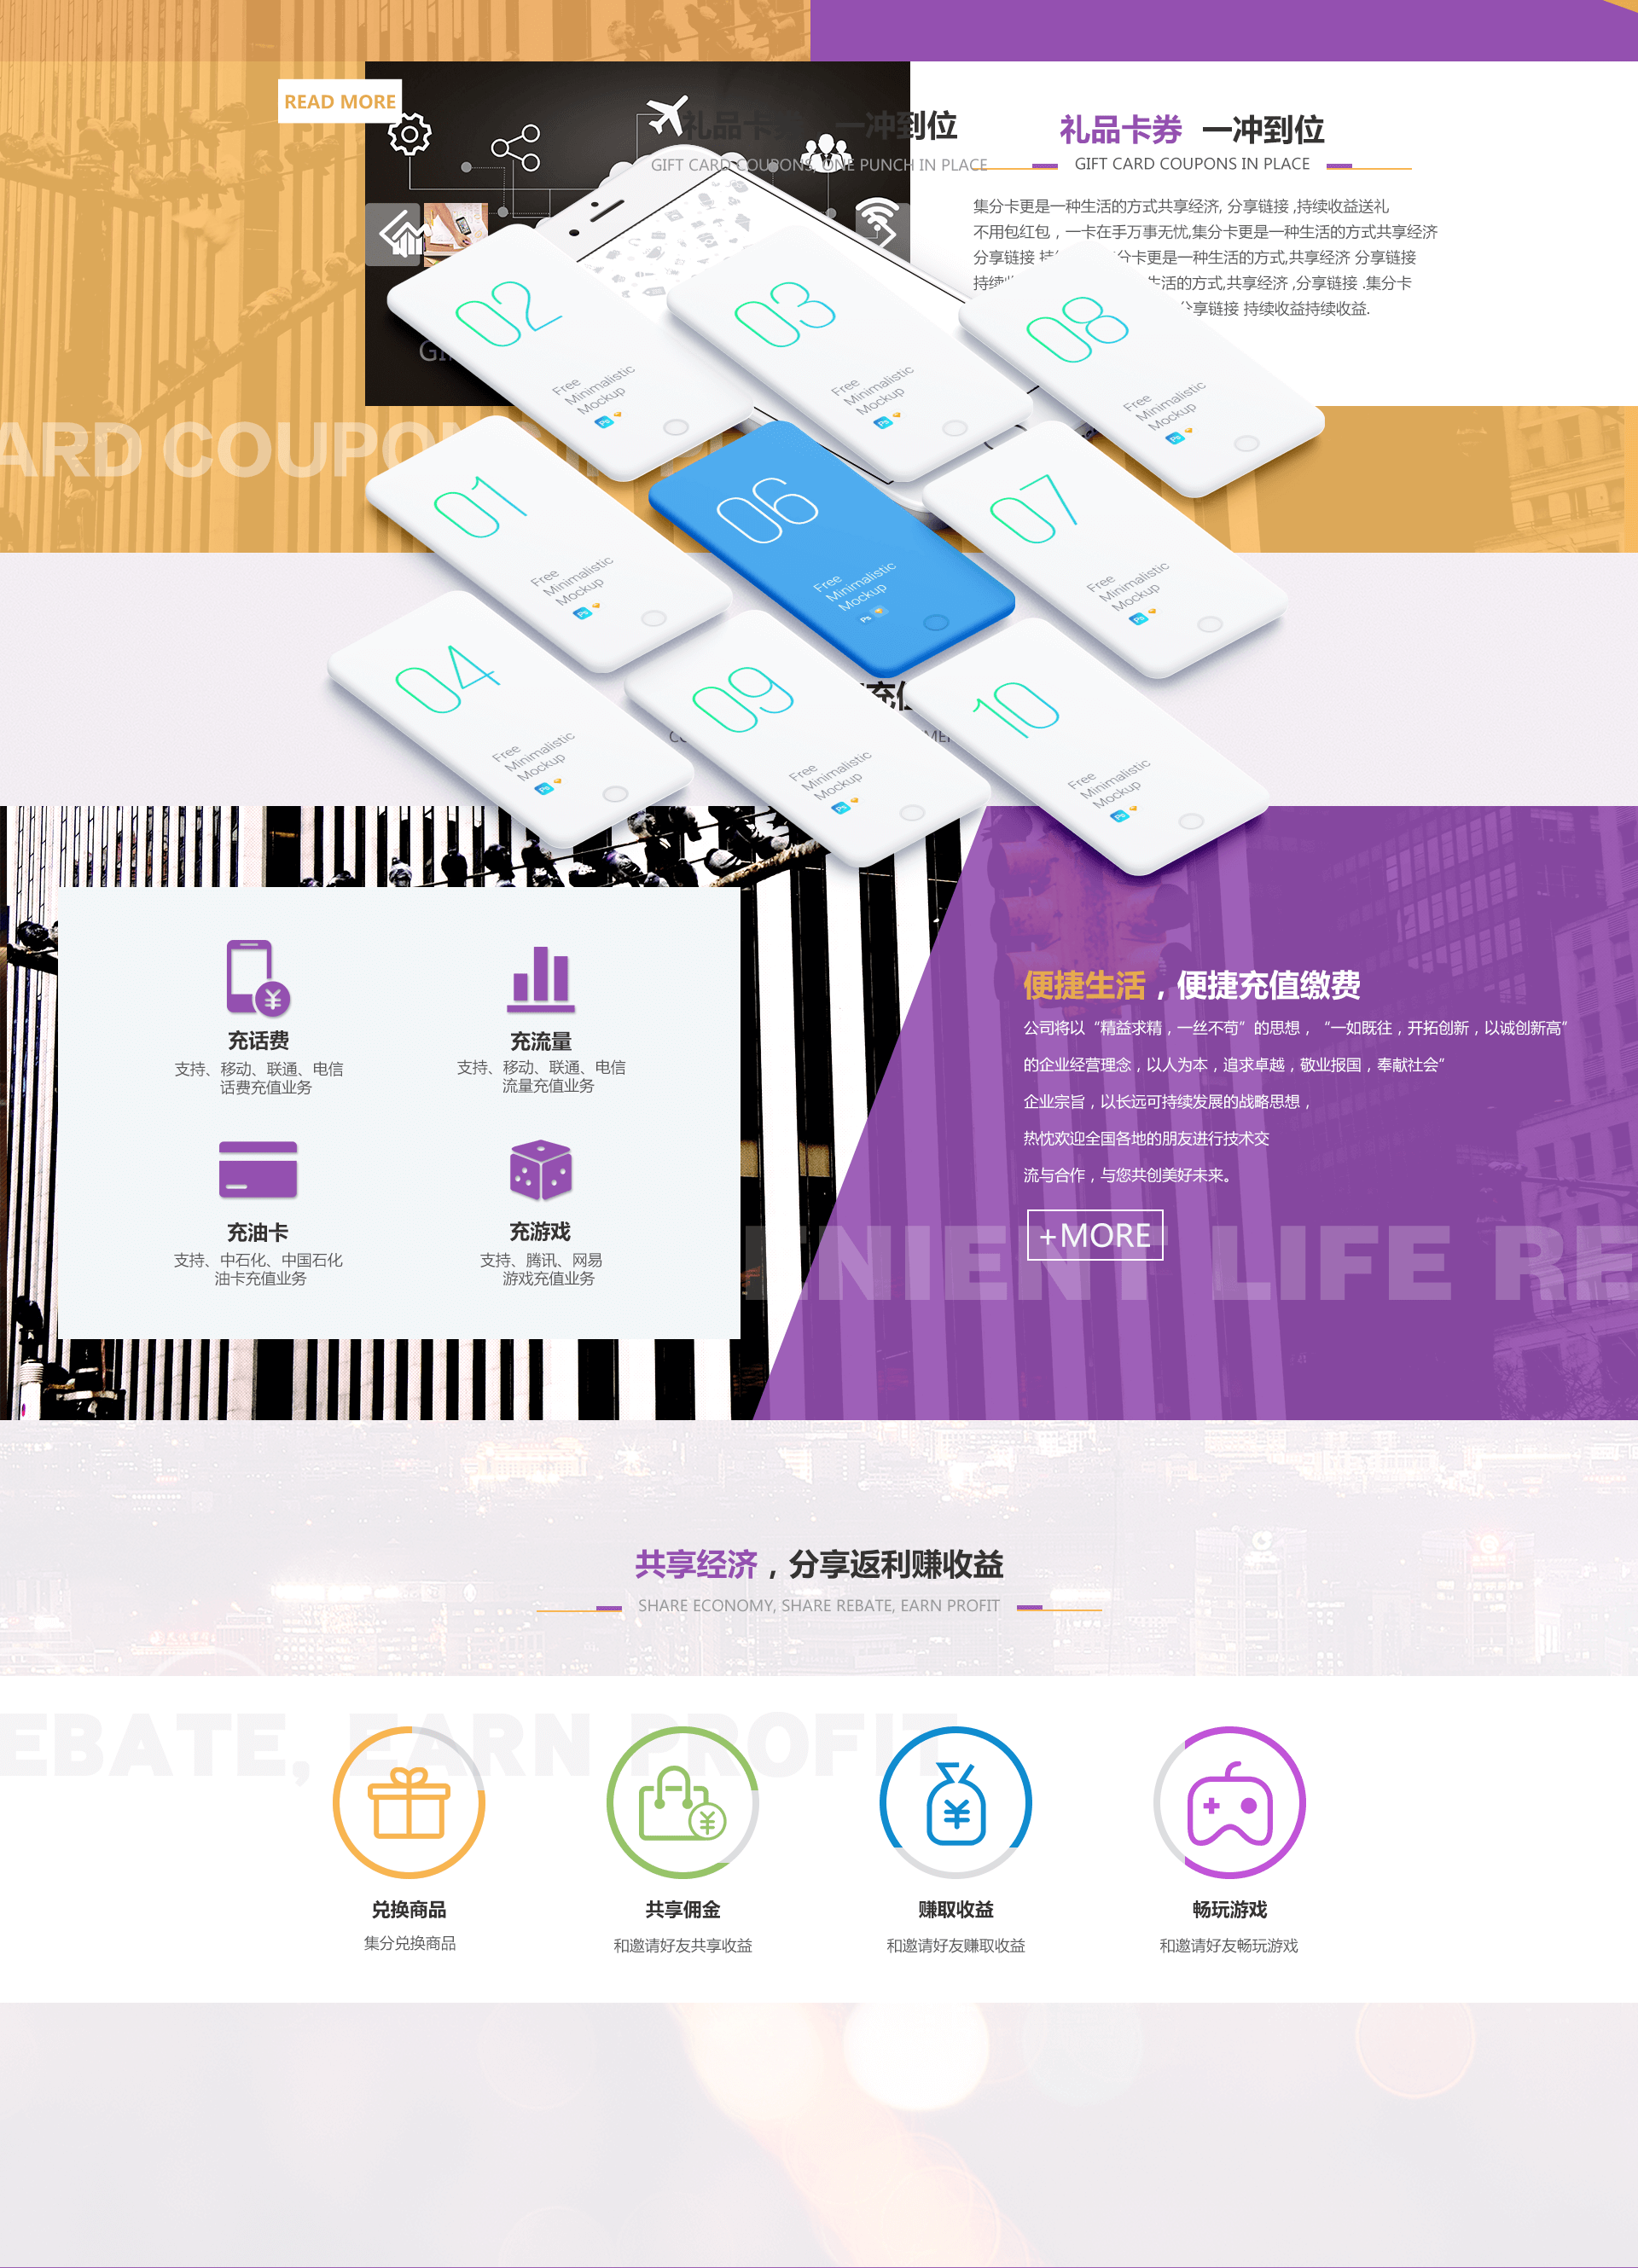 READ MORE
礼品卡券 一冲到位
GIFT CARD COUPONS, ONE PUNCH IN PLACE
礼品卡券 一冲到位
GIFT CARD COUPONS IN PLACE
集分卡更是一种生活的方式共享经济, 分享链接 ,持续收益送礼
不用包红包，一卡在手万事无忧,集分卡更是一种生活的方式共享经济
分享链接 分卡更是一种生活的方式,共享经济 分享链接
持续 生活的方式,共享经济 ,分享链接 .集分卡
分享链接 持续收益持续收益.
ARD COUPON
02
Free
Minimalistic
Mockup
Ps
03
Free
Minimalistic
Mockup
Ps
08
Free
Minimalistic
Mockup
Ps
01
Free
Minimalistic
Mockup
Ps
06
Free
Minimalistic
Mockup
Ps
07
Free
Minimalistic
Mockup
Ps
04
Free
Minimalistic
Mockup
Ps
09
Free
Minimalistic
Mockup
Ps
10
Free
Minimalistic
Mockup
Ps
充话费
支持、移动、联通、电信
话费充值业务
充流量
支持、移动、联通、电信
流量充值业务
充油卡
支持、中石化、中国石化
油卡充值业务
充游戏
支持、腾讯、网易
游戏充值业务
便捷生活，便捷充值缴费
公司将以“精益求精，一丝不苟”的思想，“一如既往，开拓创新，以诚创新高”
的企业经营理念，以人为本，追求卓越，敬业报国，奉献社会”
企业宗旨，以长远可持续发展的战略思想，
热忱欢迎全国各地的朋友进行技术交
流与合作，与您共创美好未来。
+MORE
NIENT LIFE RE
共享经济，分享返利赚收益
SHARE ECONOMY, SHARE REBATE, EARN PROFIT
EBATE, EARN PROFIT
兑换商品
集分兑换商品
共享佣金
和邀请好友共享收益
赚取收益
和邀请好友赚取收益
畅玩游戏
和邀请好友畅玩游戏